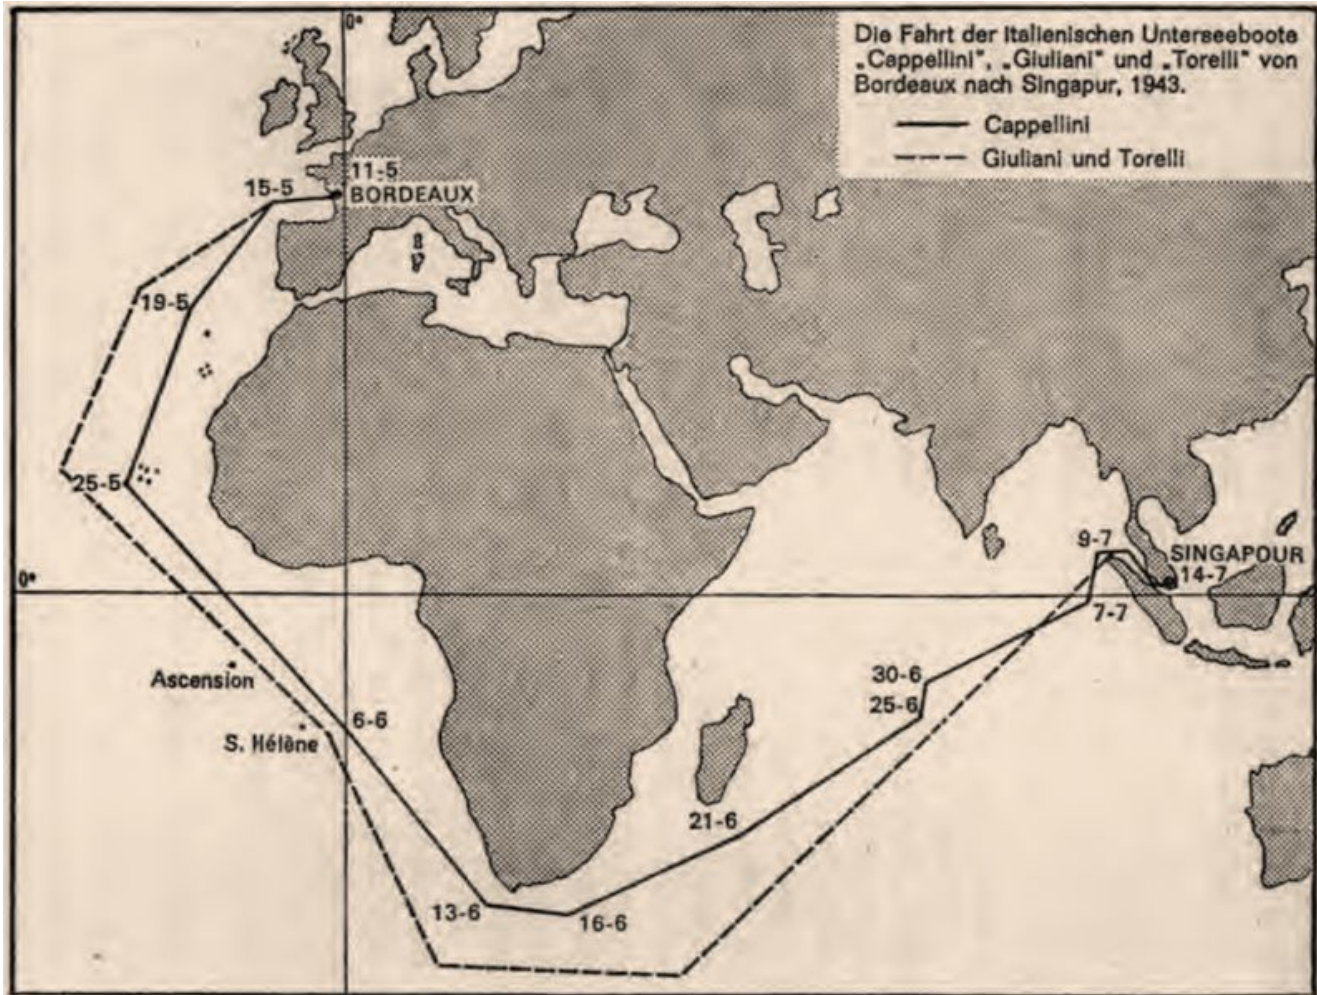 0°
Die Fahrt der italienischen Unterseeboote
„Cappellini“, „Giuliani“ und „Torelli“ von
Bordeaux nach Singapur, 1943.
Cappellini
Giuliani und Torelli
11-5
15-5
BORDEAUX
19-5
25-5
9-7
SINGAPOUR
14-7
0°
7-7
Ascension
30-6
25-6
6-6
S. Hélène
21-6
13-6
16-6